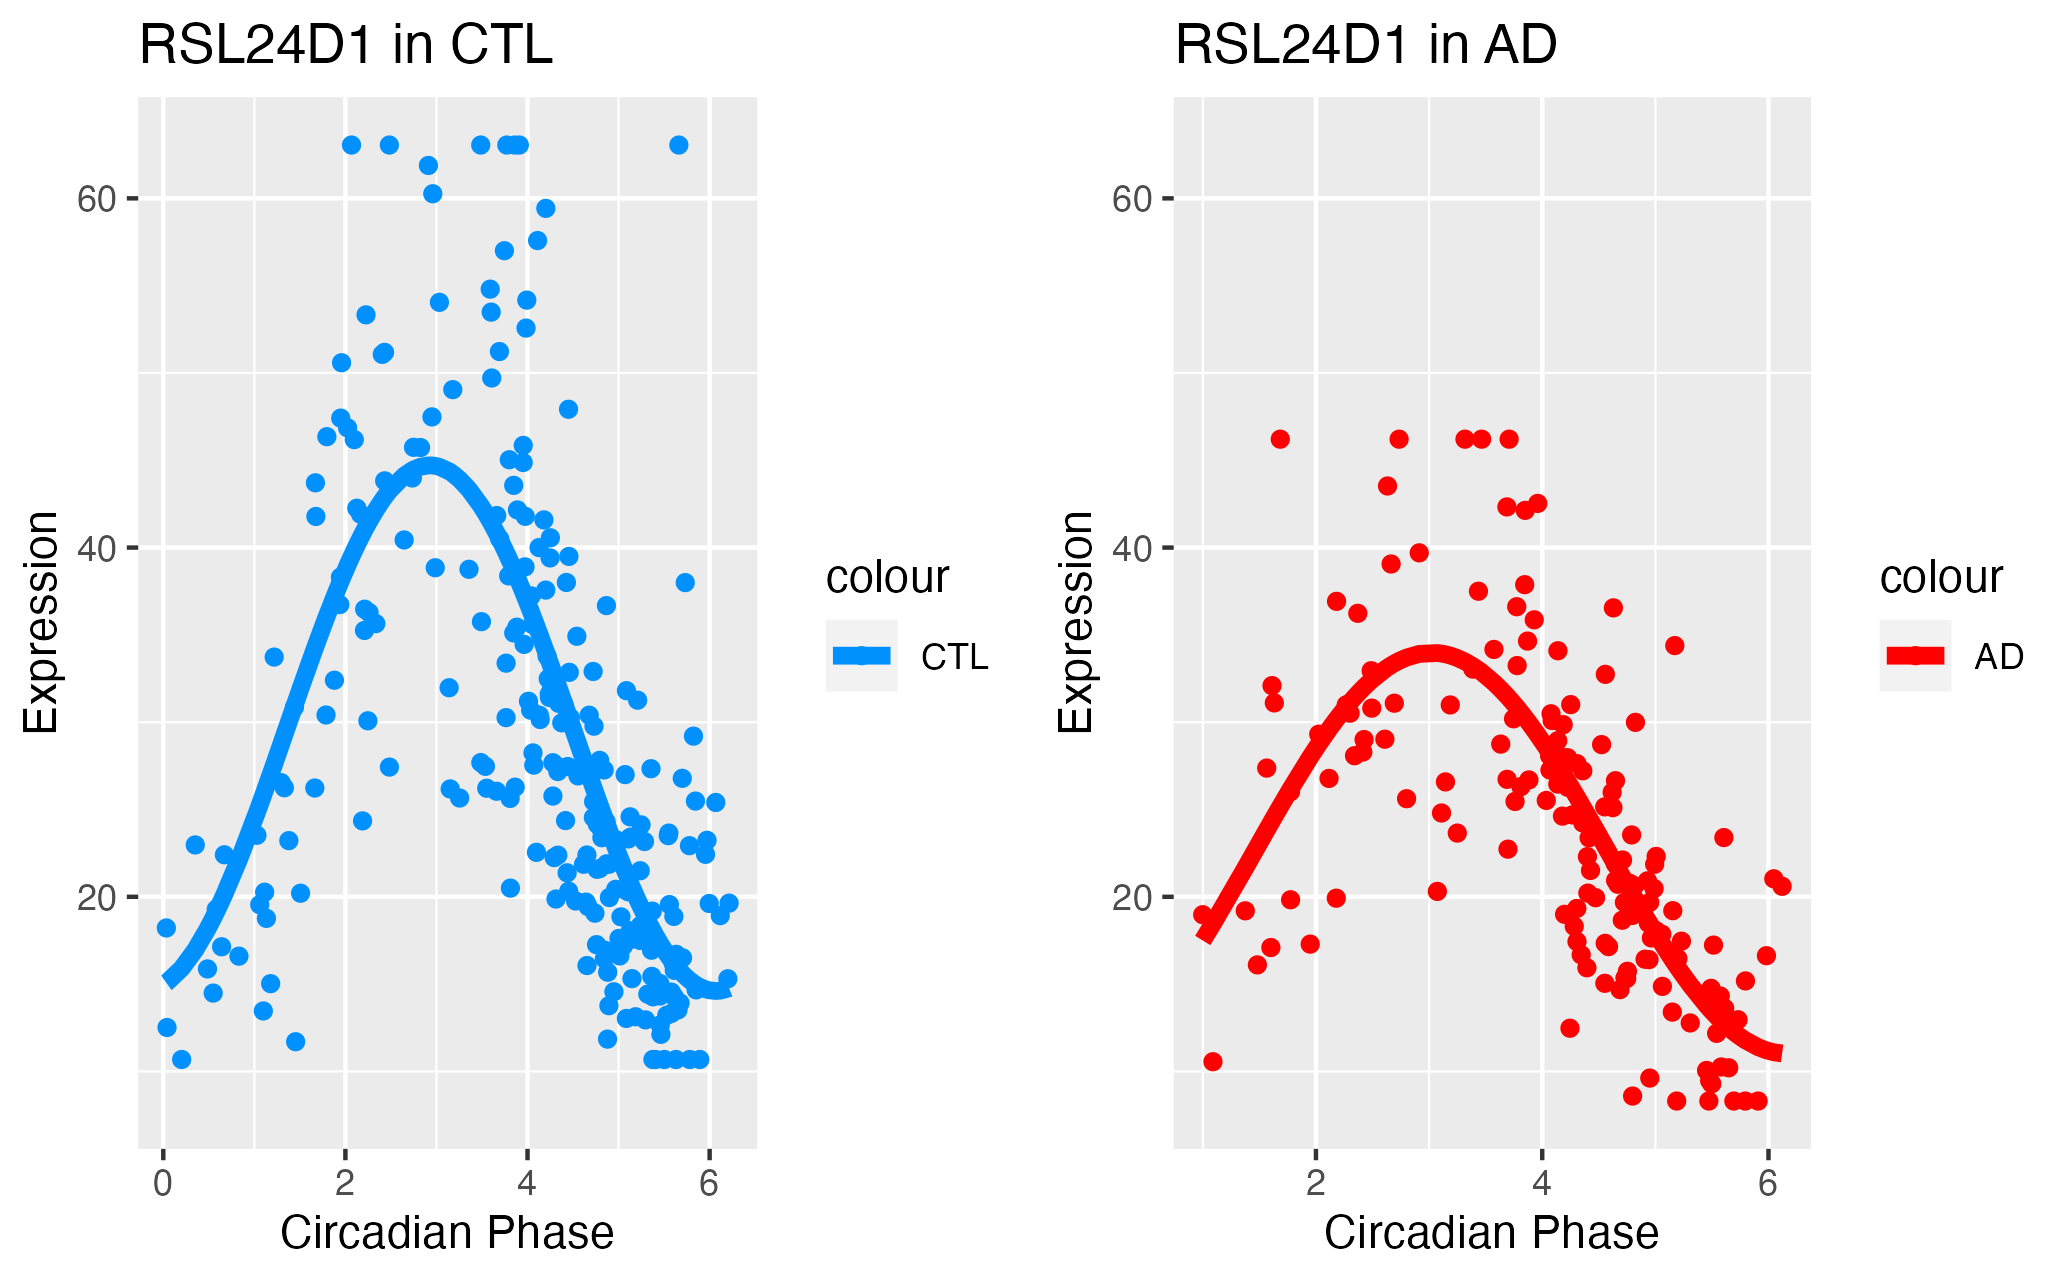 RSL24D1 in CTL
60
40
20
Expression
0 2 4 6
Circadian Phase
colour
CTL
RSL24D1 in AD
60
40
20
Expression
2 4 6
Circadian Phase
colour
AD